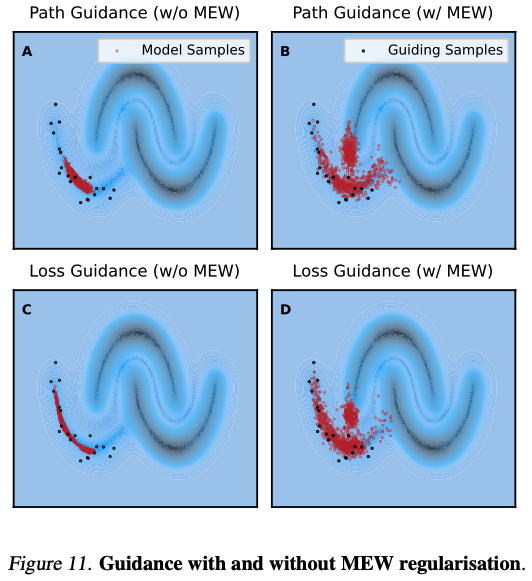 Path Guidance (w/o MEW)
Path Guidance (w/ MEW)
A
Model Samples
B
Guiding Samples
Loss Guidance (w/o MEW)
Loss Guidance (w/ MEW)
C
D
Figure 11. Guidance with and without MEW regularisation.